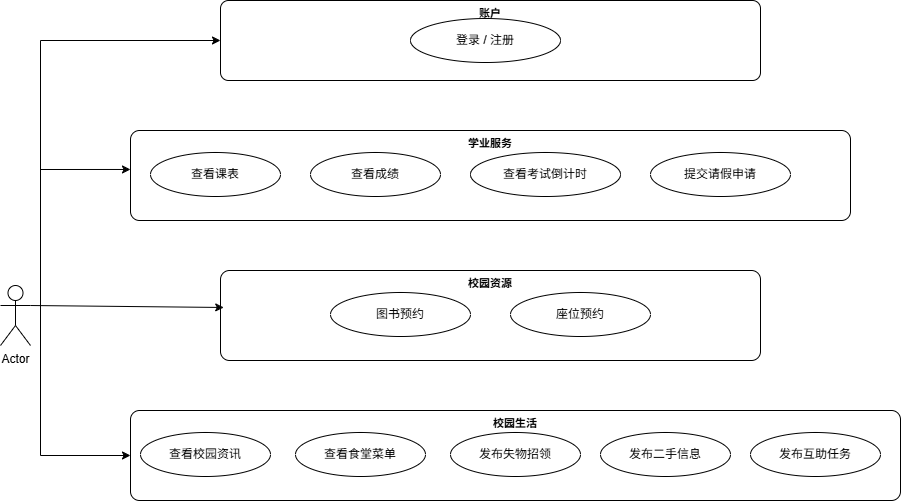 账户
登录 / 注册
学业服务
查看课表
查看成绩
查看考试倒计时
提交请假申请
校园资源
图书预约
座位预约
Actor
校园生活
查看校园资讯
查看食堂菜单
发布失物招领
发布二手信息
发布互助任务